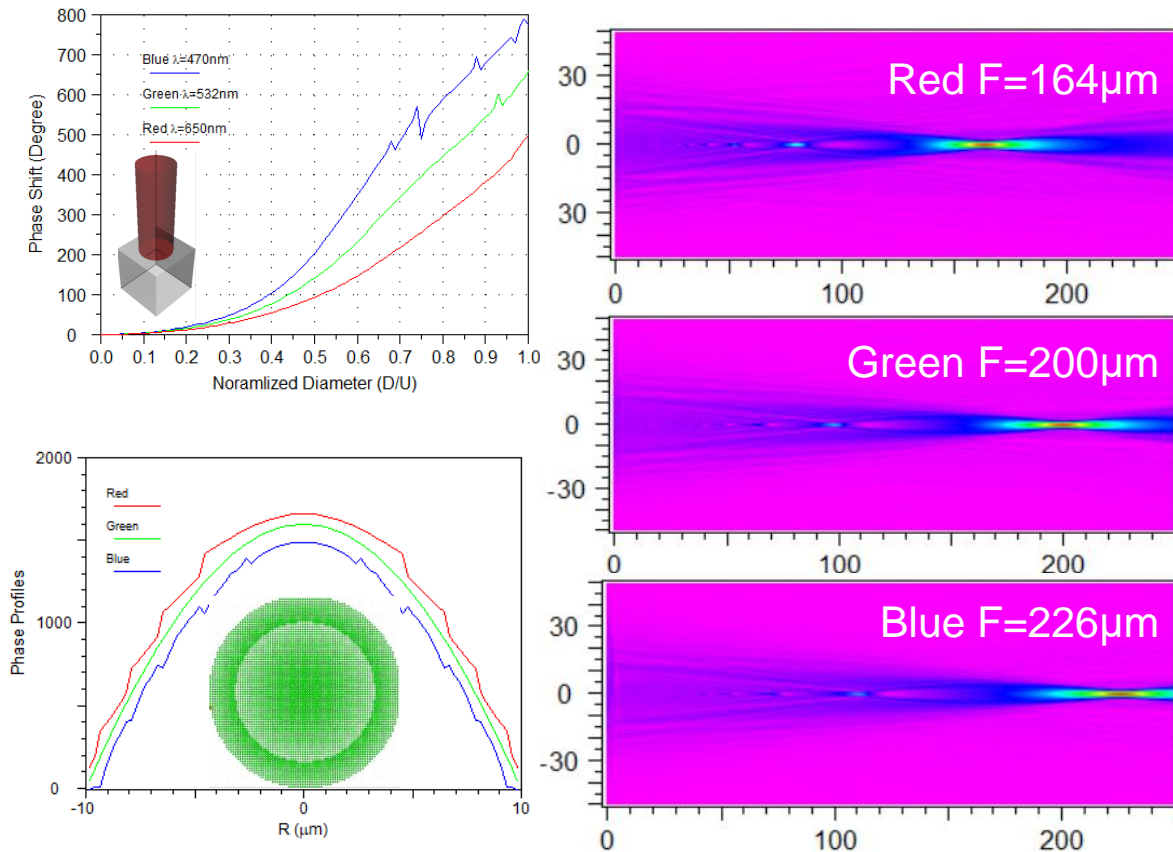 800
700
600
500
400
300
200
100
0
Phase Shift (Degree)
Blue λ=470nm
Green λ=532nm
Red λ=650nm
0.0 0.1 0.2 0.3 0.4 0.5 0.6 0.7 0.8 0.9 1.0
Noramlized Diameter (D/U)
2000
1000
0
Phase Profiles
Red
Green
Blue
-10 0 10
R (μm)
Red F=164μm
30
0
30
0 100 200
Green F=200μm
30
0
-30
0 100 200
Blue F=226μm
30
0
-30
0 100 200